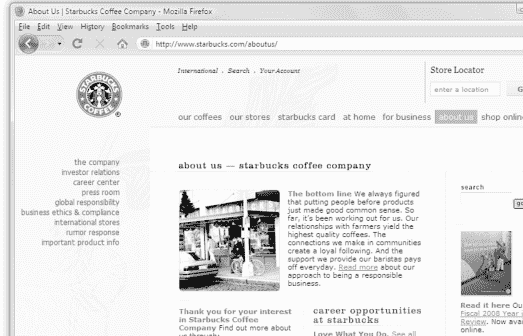 About Us | Starbucks Coffee Company - Mozilla Firefox
File Edit View History Bookmarks Tools Help
http://www.starbucks.com/aboutus/
International . Search . Your Account
Store Locator
enter a location
STARBUCKS
COFFEE
our coffees our stores starbucks card at home for business about us shop online
the company
investor relations
career center
press room
global responsibility
business ethics & compliance
international stores
rumor response
important product info
about us — starbucks coffee company
The bottom line We always figured
that putting people before products
just made good common sense. So
far, it's been working out for us. Our
relationships with farmers yield the
highest quality coffees. The
connections we make in communities
create a loyal following. And the
support we provide our baristas pays
off everyday. Read more about our
approach to being a responsible
business.
search
Thank you for your interest
in Starbucks Coffee
Company Find out more about
us through
career opportunities
at starbucks
Love What You Do. See all
Read it here Our
Fiscal 2008 Year
Now av
online.